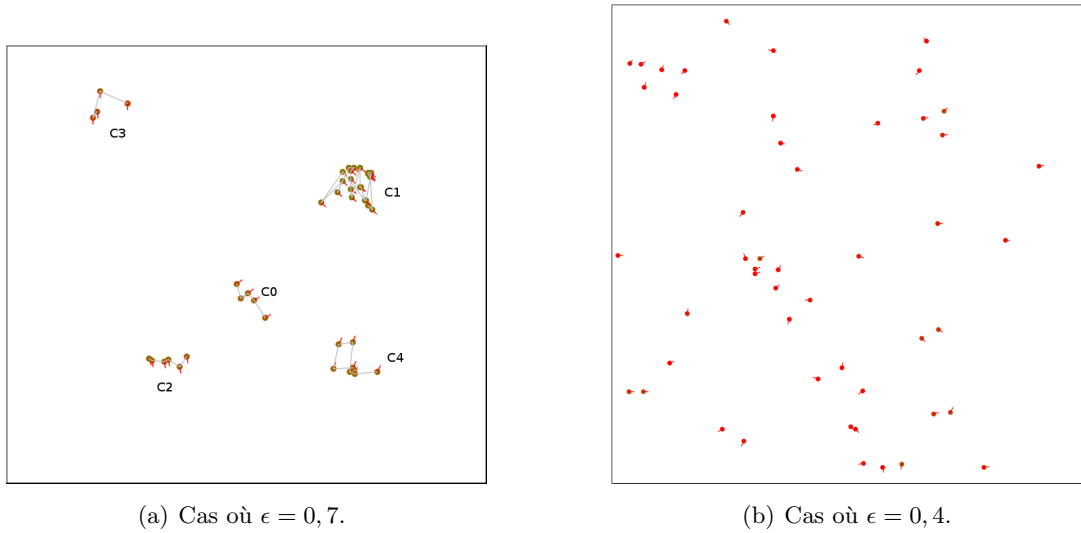 C3
C1
C0
C4
C2
(a) Cas où ϵ = 0, 7.
(b) Cas où ϵ = 0, 4.